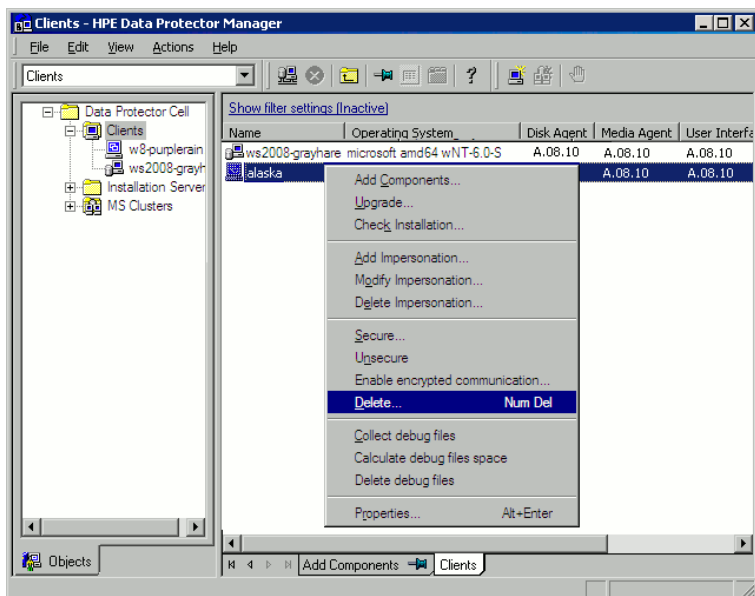 Clients - HPE Data Protector Manager
File Edit View Actions Help
Clients
Data Protector Cell
Clients
w8-purplerain
ws2008-grayh
Installation Server
MS Clusters
Objects
Show filter settings (Inactive)
Name Operating System Disk Agent Media Agent User Interfa
ws2008-grayhare microsoft amd64 wNT-6.0-S A.08.10 A.08.10 A.08.10
alaska A.08.10 A.08.10
Add Components...
Upgrade...
Check Installation...
Add Impersonation...
Modify Impersonation...
Delete Impersonation...
Secure...
Unsecure
Enable encrypted communication...
Delete... Num Del
Collect debug files
Calculate debug files space
Delete debug files
Properties... Alt+Enter
Add Components Clients